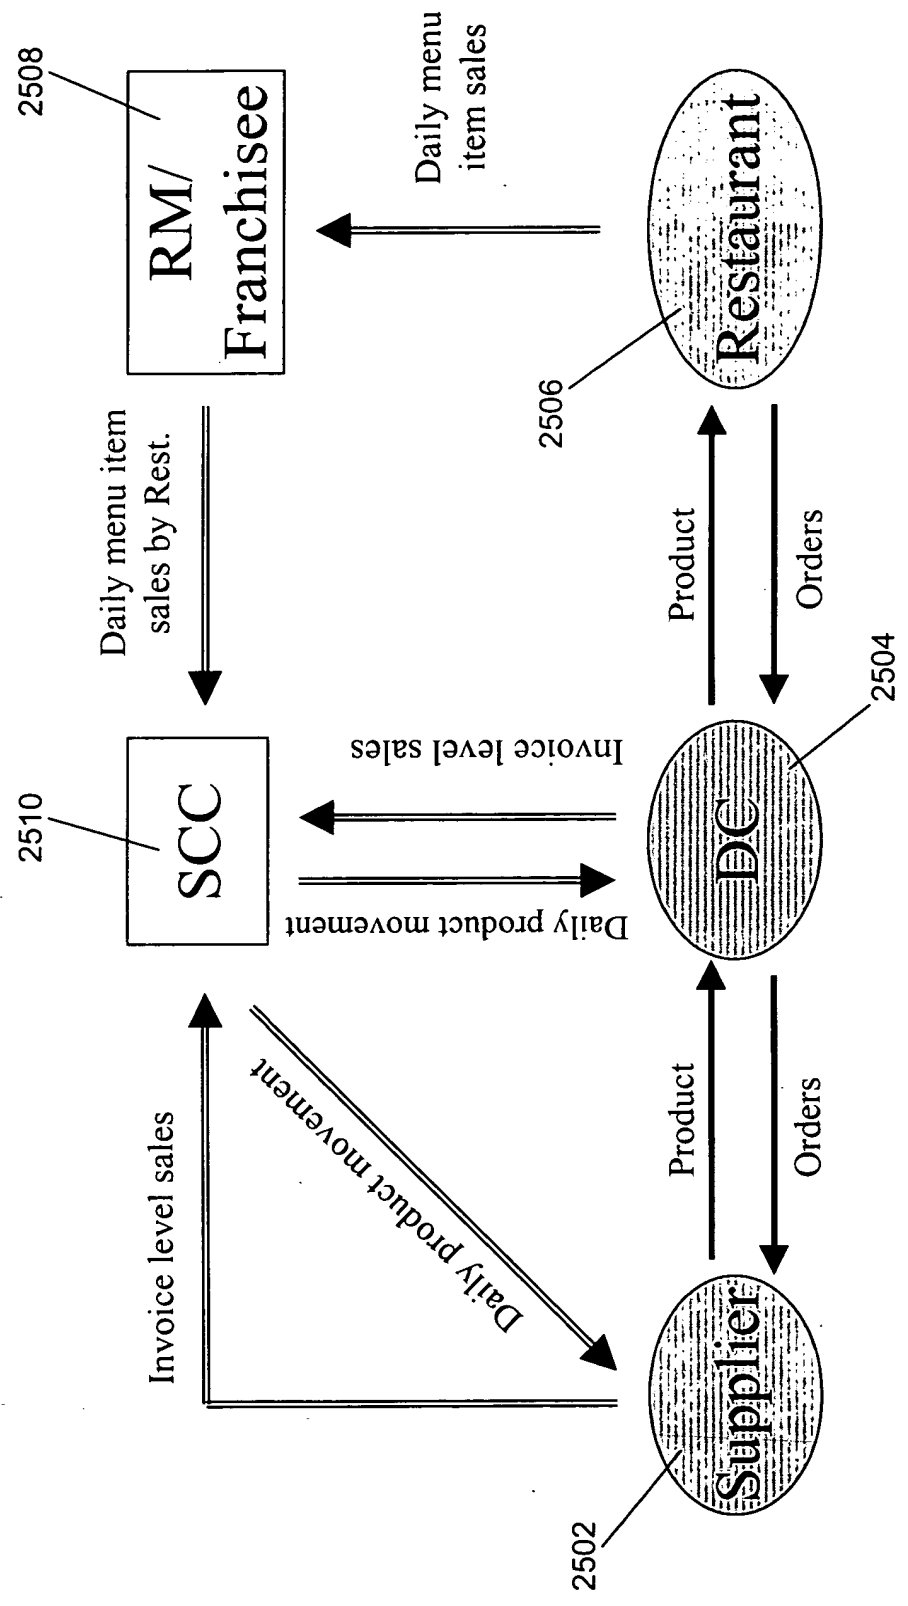 2510
2508
SCC
RM/
Franchisee
Invoice level sales
Daily menu item
sales by Rest.
Daily product movement
Daily product movement
Invoice level sales
Daily menu
item sales
2502
2506
Supplier
Product
Orders
DC
Product
Orders
Restaurant
2504